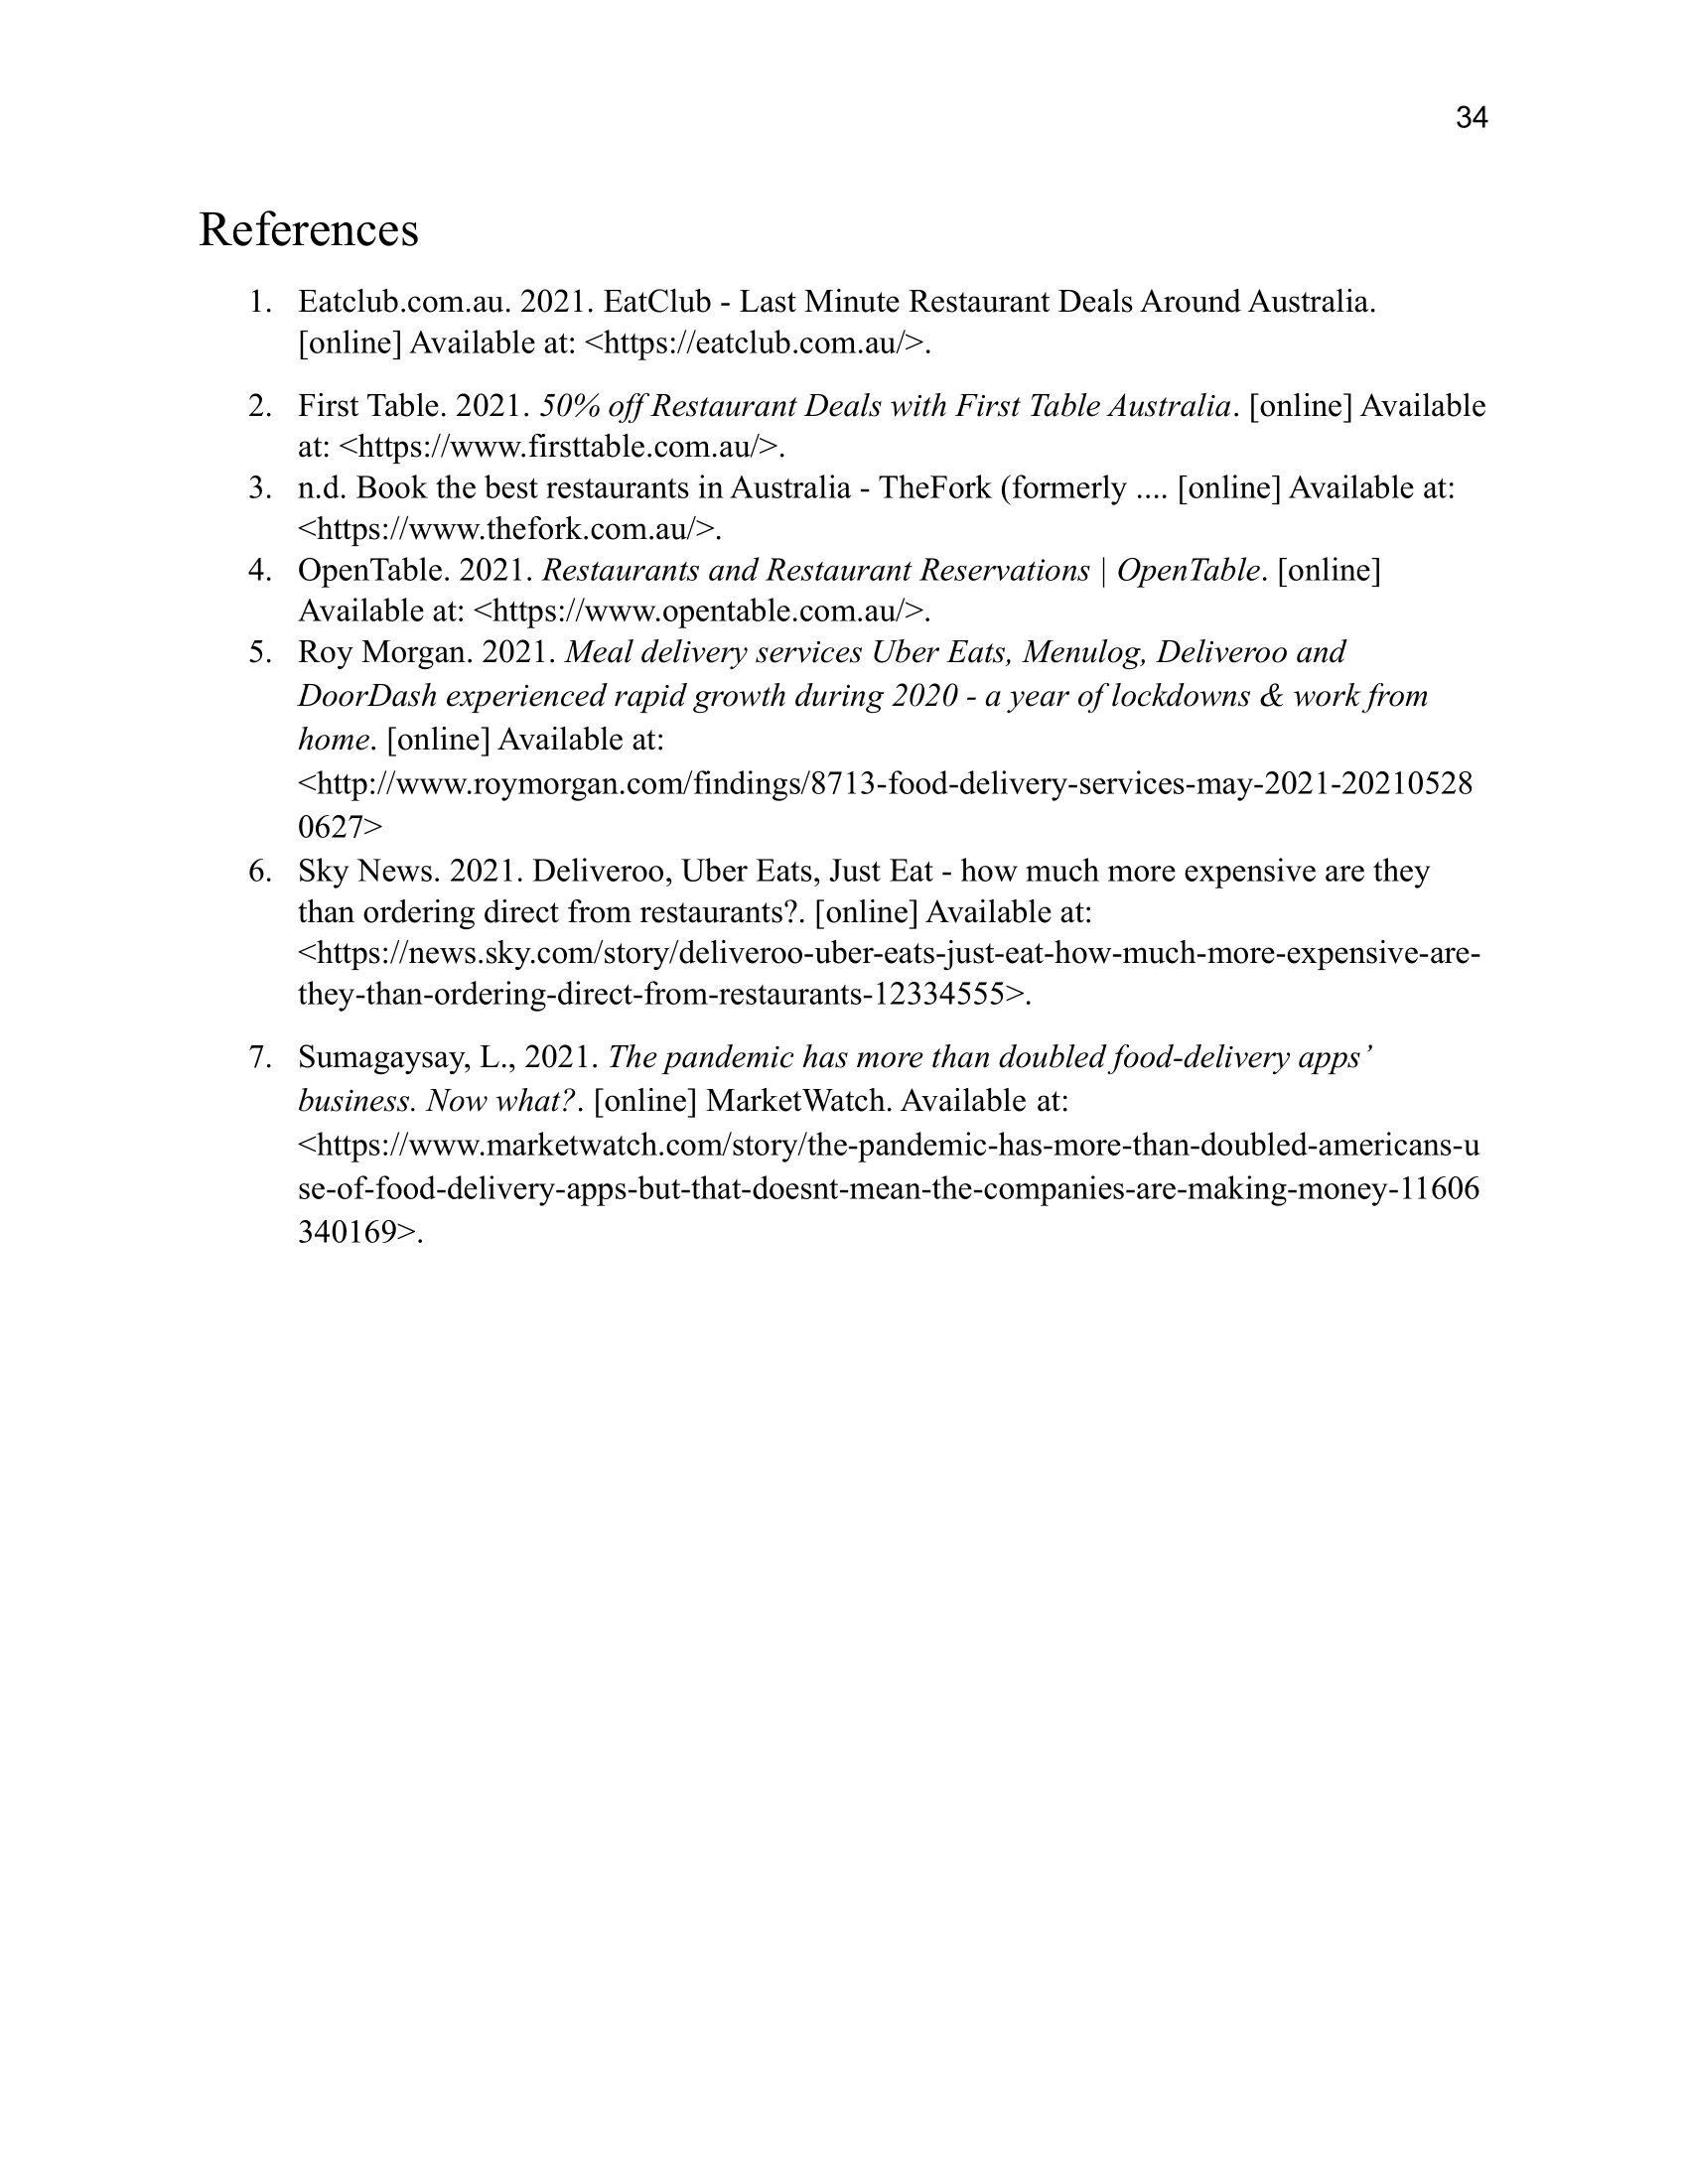 34
References
1. Eatclub.com.au. 2021. EatClub - Last Minute Restaurant Deals Around Australia.
[online] Available at: <https://eatclub.com.au/>.
2. First Table. 2021. 50% off Restaurant Deals with First Table Australia. [online] Available
at: <https://www.firsttable.com.au/>.
3. n.d. Book the best restaurants in Australia - TheFork (formerly .... [online] Available at:
<https://www.thefork.com.au/>.
4. OpenTable. 2021. Restaurants and Restaurant Reservations | OpenTable. [online]
Available at: <https://www.opentable.com.au/>.
5. Roy Morgan. 2021. Meal delivery services Uber Eats, Menulog, Deliveroo and
DoorDash experienced rapid growth during 2020 - a year of lockdowns & work from
home. [online] Available at:
<http://www.roymorgan.com/findings/8713-food-delivery-services-may-2021-20210528
0627>
6. Sky News. 2021. Deliveroo, Uber Eats, Just Eat - how much more expensive are they
than ordering direct from restaurants?. [online] Available at:
<https://news.sky.com/story/deliveroo-uber-eats-just-eat-how-much-more-expensive-are-
they-than-ordering-direct-from-restaurants-12334555>.
7. Sumagaysay, L., 2021. The pandemic has more than doubled food-delivery apps’
business. Now what?. [online] MarketWatch. Available at:
<https://www.marketwatch.com/story/the-pandemic-has-more-than-doubled-americans-u
se-of-food-delivery-apps-but-that-doesnt-mean-the-companies-are-making-money-11606
340169>.